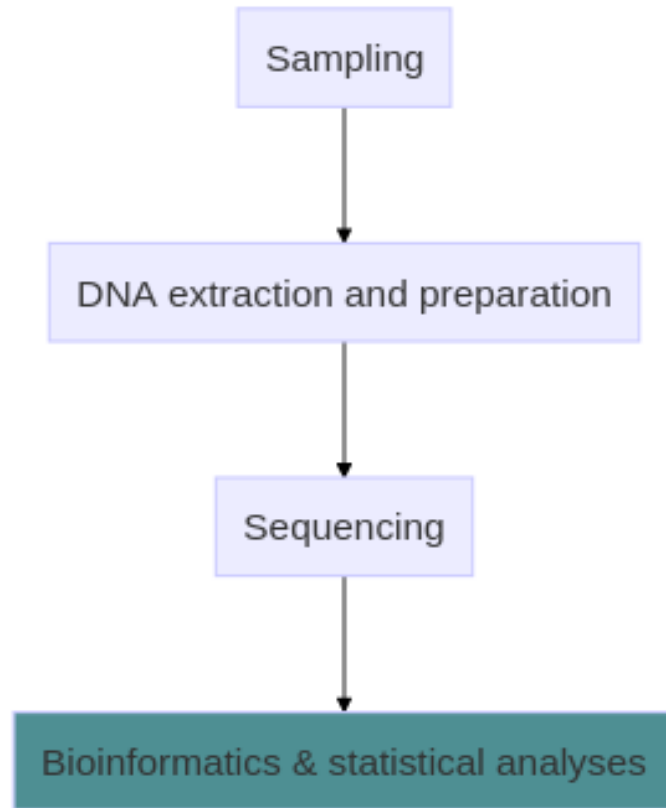 Sampling
DNA extraction and preparation
Sequencing
Bioinformatics & statistical analyses